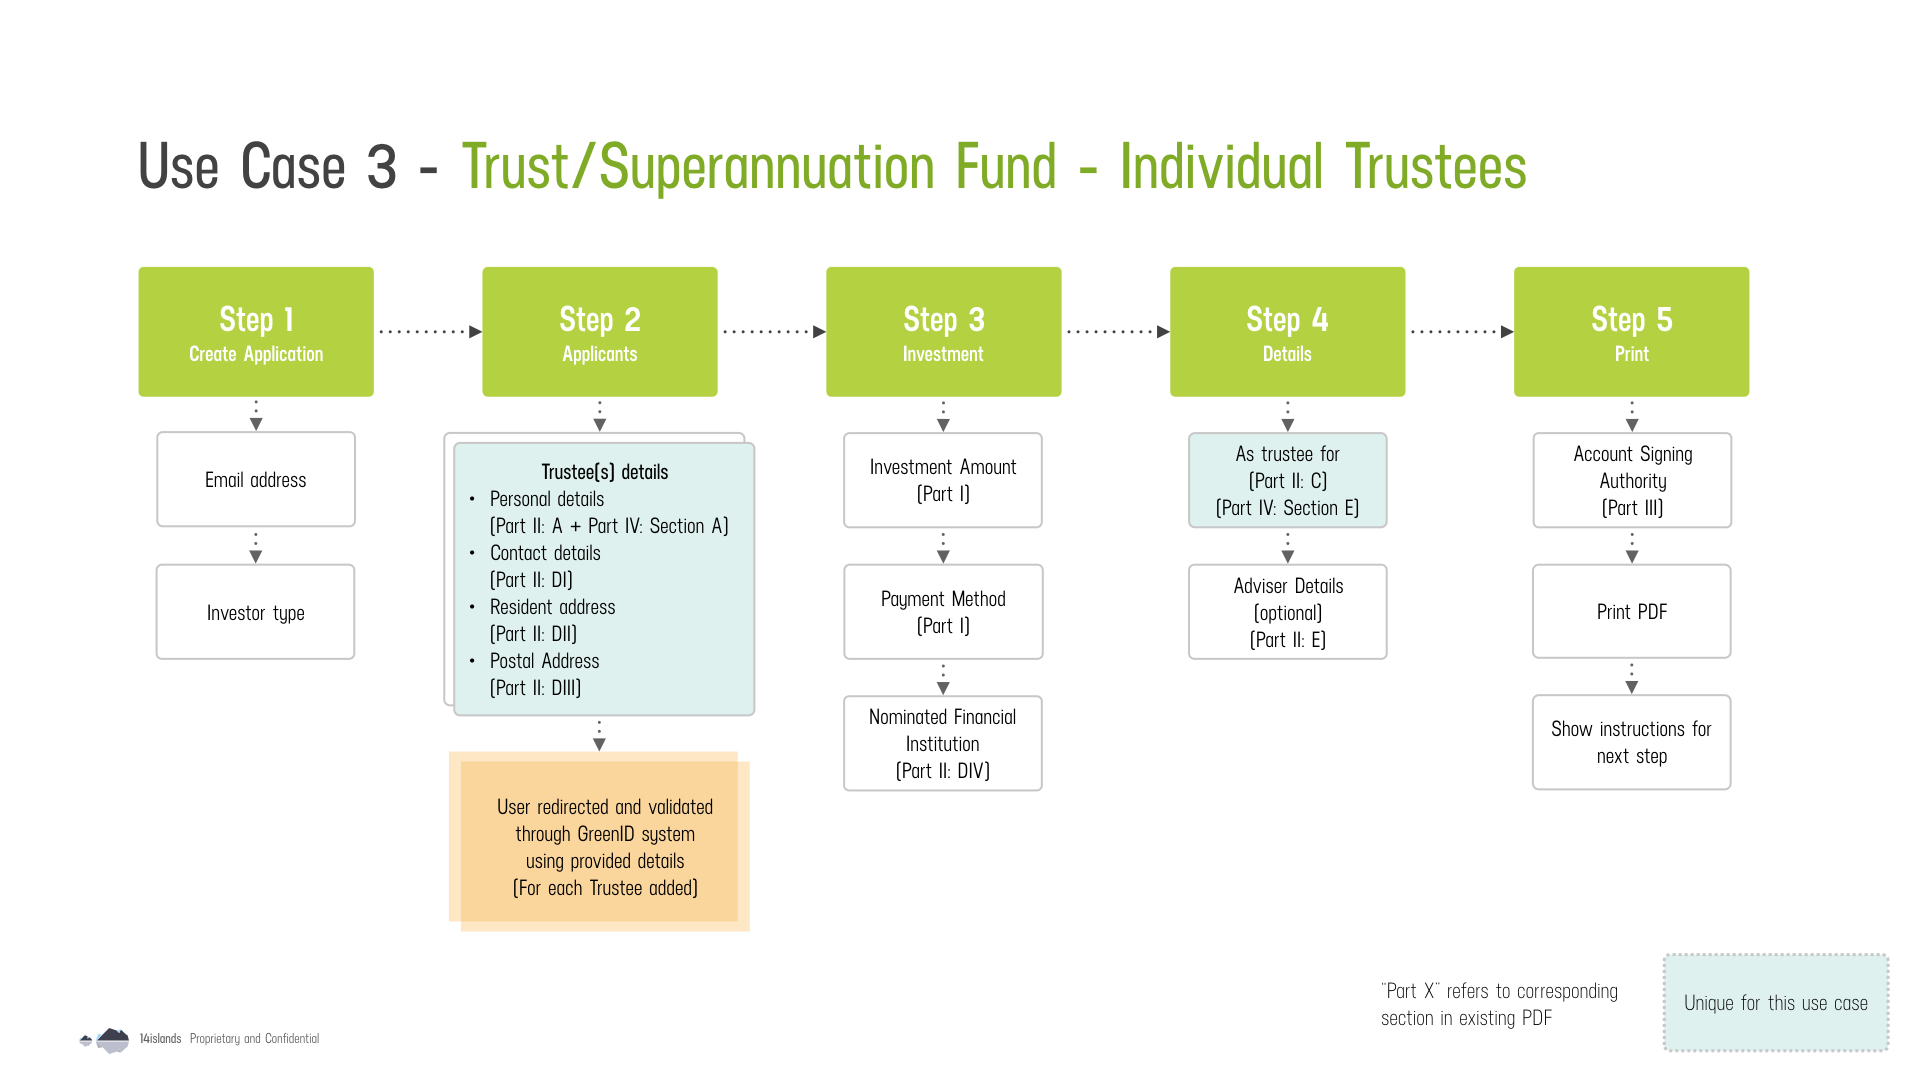 Use Case 3 - Trust/Superannuation Fund - Individual Trustees
Step 1
Create Application
Email address
Investor type
Step 2
Applicants
Trustee(s) details
• Personal details
(Part II: A + Part IV: Section A)
• Contact details
(Part II: DI)
• Resident address
(Part II: DII)
• Postal Address
(Part II: DIII)
User redirected and validated
through GreenID system
using provided details
(For each Trustee added)
Step 3
Investment
Investment Amount
(Part I)
Payment Method
(Part I)
Nominated Financial
Institution
(Part II: DIV)
Step 4
Details
As trustee for
(Part II: C)
(Part IV: Section E)
Adviser Details
(optional)
(Part II: E)
Step 5
Print
Account Signing
Authority
(Part III)
Print PDF
Show instructions for
next step
"Part X" refers to corresponding
section in existing PDF
Unique for this use case
14islands Proprietary and Confidential